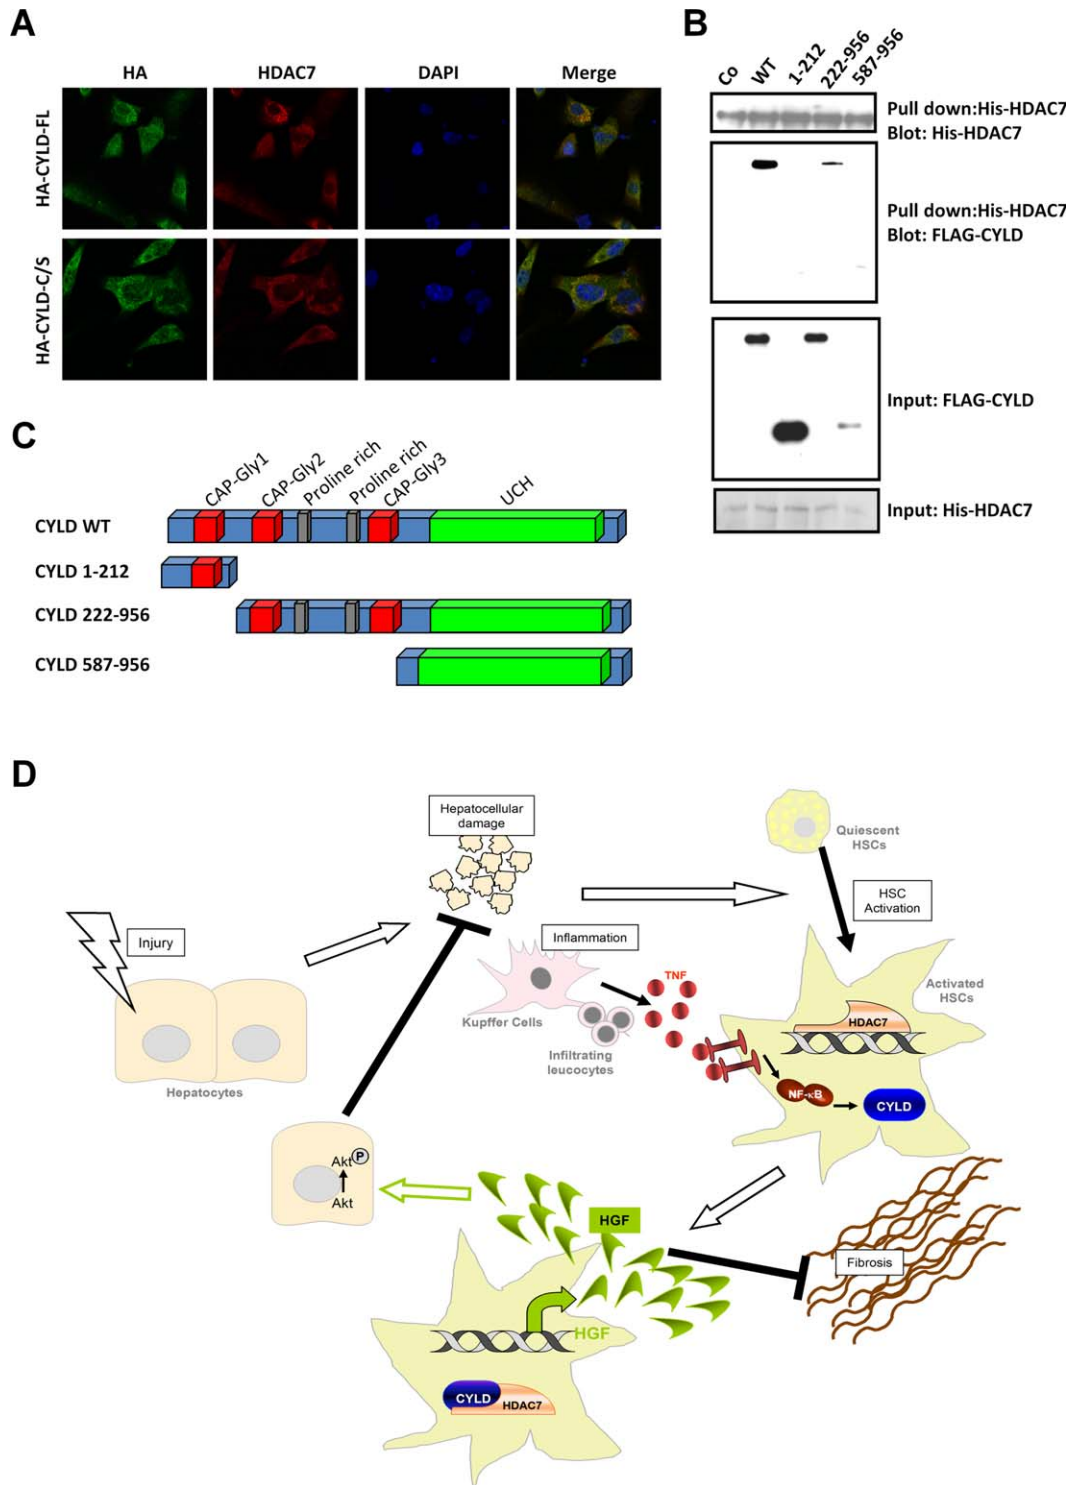 A
HA HDAC7 DAPI Merge
HA-CYLD-FL
HA-CYLD-C/S
B
Co WT 1-212 222-956 587-956
Pull down:His-HDAC7
Blot: His-HDAC7
Pull down:His-HDAC7
Blot: FLAG-CYLD
Input: FLAG-CYLD
Input: His-HDAC7
C
CAP-Gly1 CAP-Gly2 Proline rich Proline rich CAP-Gly3 UCH
CYLD WT
CYLD 1-212
CYLD 222-956
CYLD 587-956
D
Hepatocellular
damage
Quiescent
HSCs
HSC
Activation
Injury
Inflammation
TNF
Activated
HSCs
Kupffer Cells
HDAC7
Infiltrating
leucocytes
Hepatocytes
NF-κB
CYLD
Akt P
Akt
HGF
Fibrosis
HGF
CYLD
HDAC7